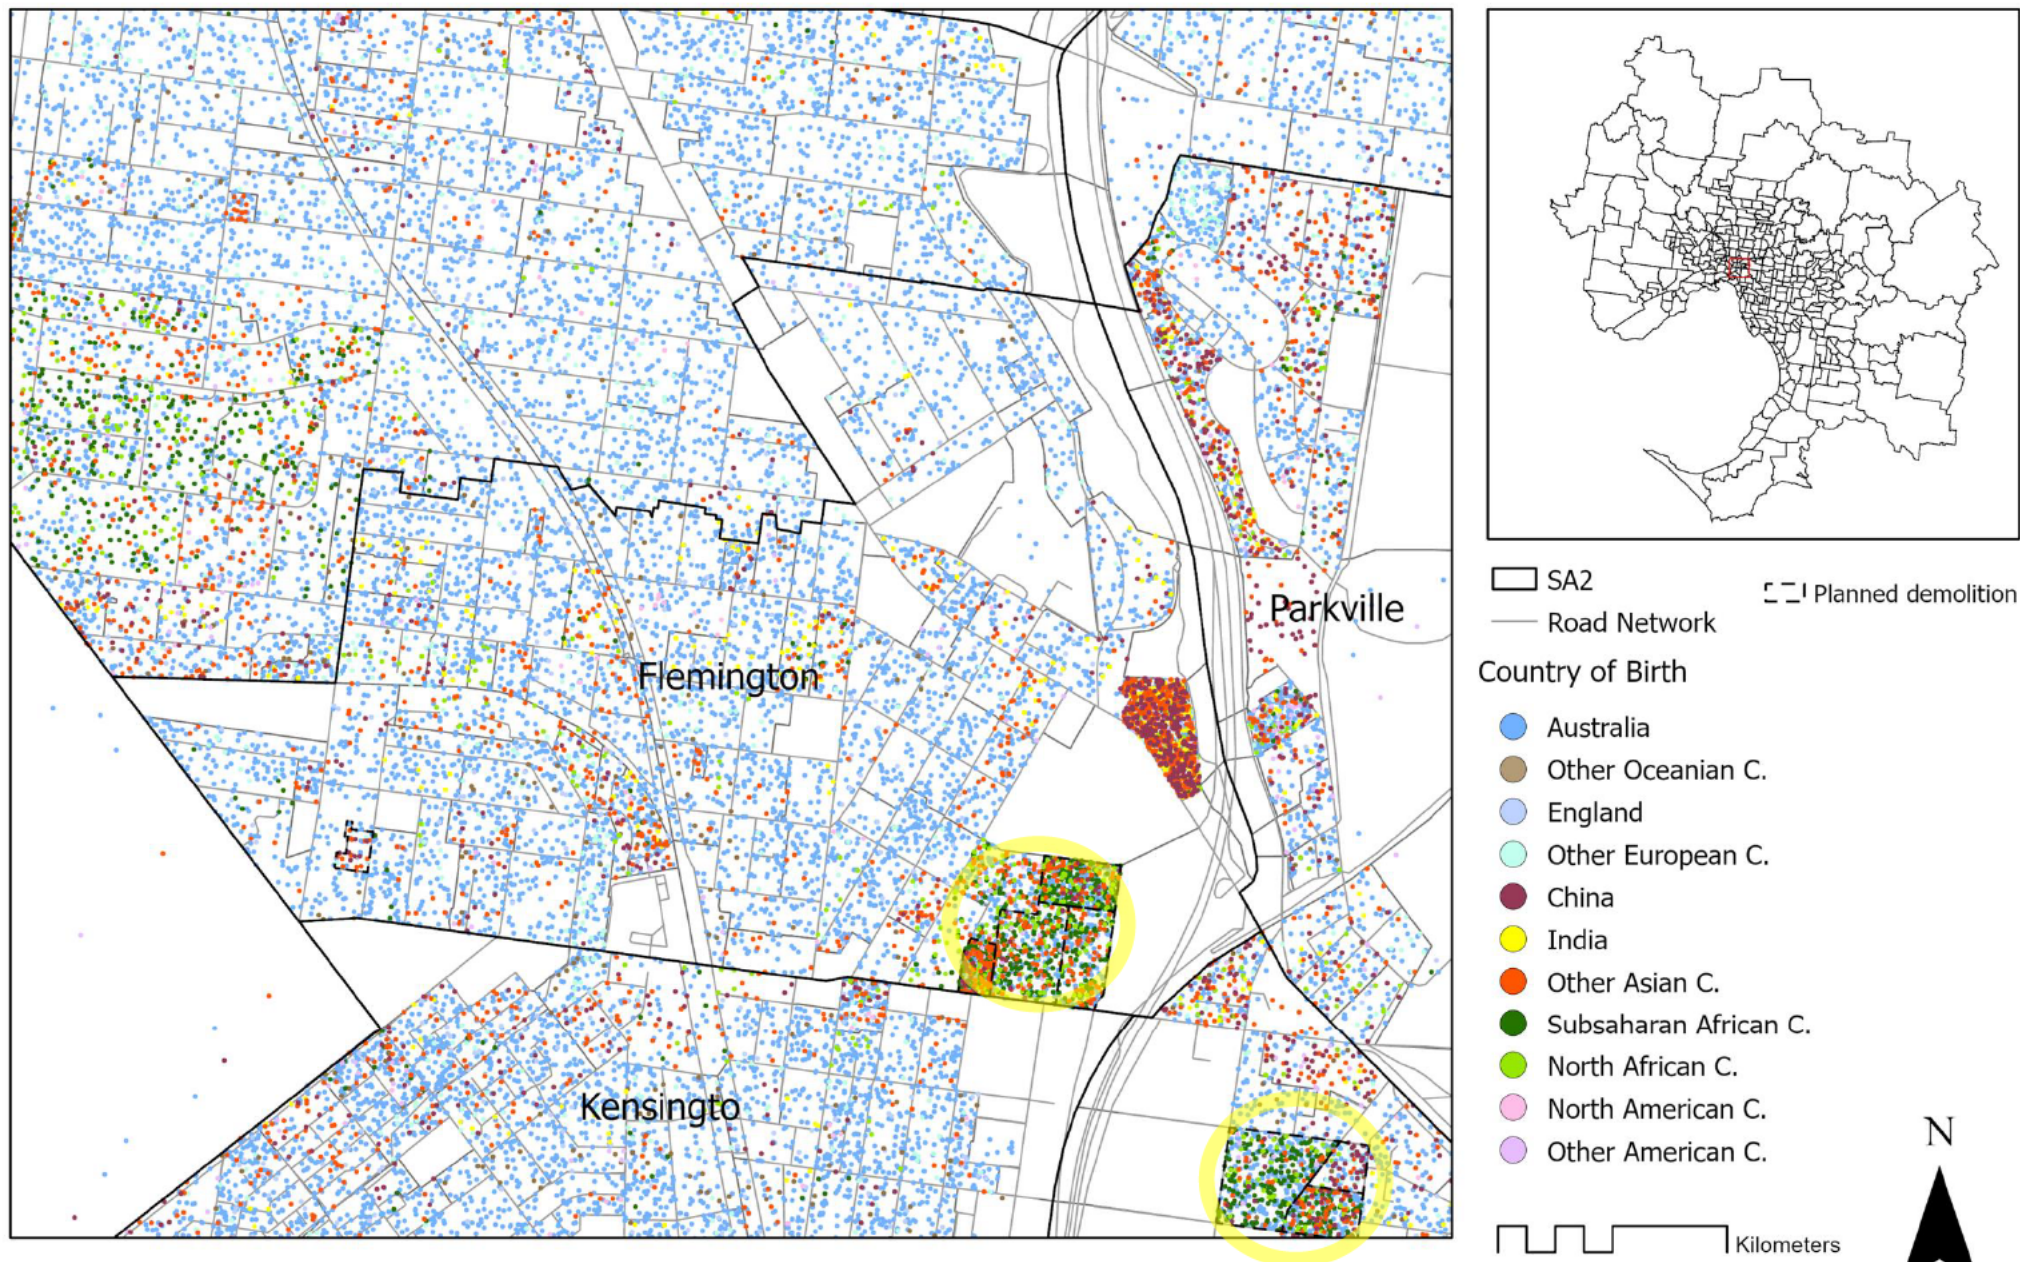 Parkville
Flemington
Kensingto
SA2
Planned demolition
Road Network
Country of Birth
Australia
Other Oceanian C.
England
Other European C.
China
India
Other Asian C.
Subsaharan African C.
North African C.
North American C.
Other American C.
N
Kilometers